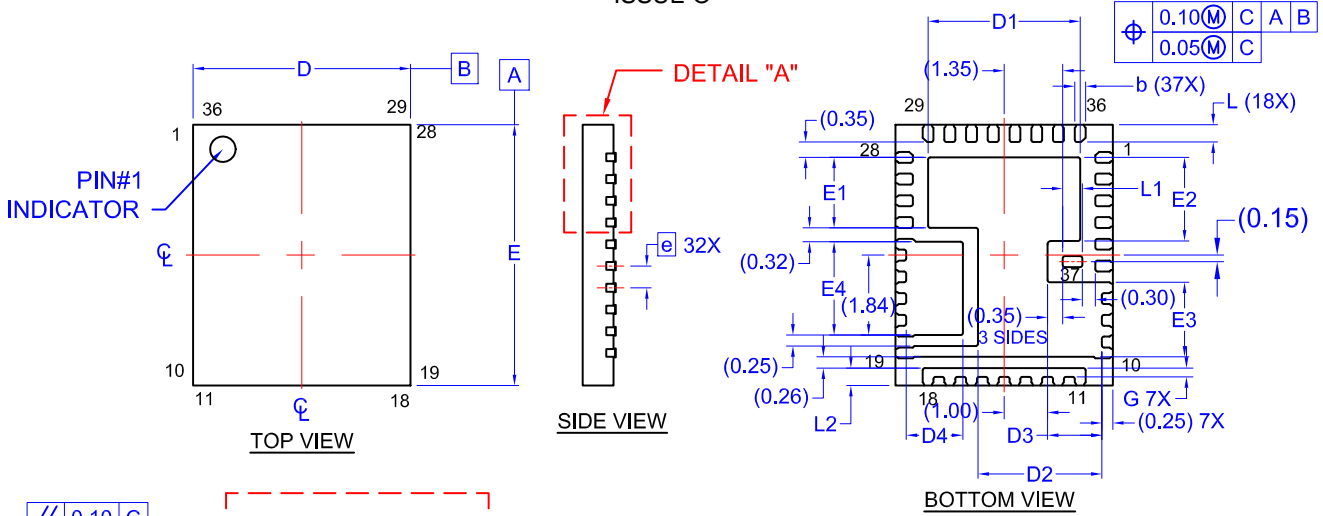 0.10Ⓜ C A B
0.05Ⓜ C
D1
D
B
A
DETAIL "A"
(1.35)
b (37X)
36
29
29
36
L (18X)
1
28
(0.35)
28
1
PIN#1
INDICATOR
E1
L1
E2
(0.15)
℄
E
e 32X
(0.32)
37
E4
(1.84)
(0.30)
(0.35)
3 SIDES
E3
10
19
(0.25)
19
10
11
℄
18
(0.26)
18
11
G 7X
TOP VIEW
SIDE VIEW
L2
(1.00)
(0.25) 7X
D4
D3
D2
BOTTOM VIEW